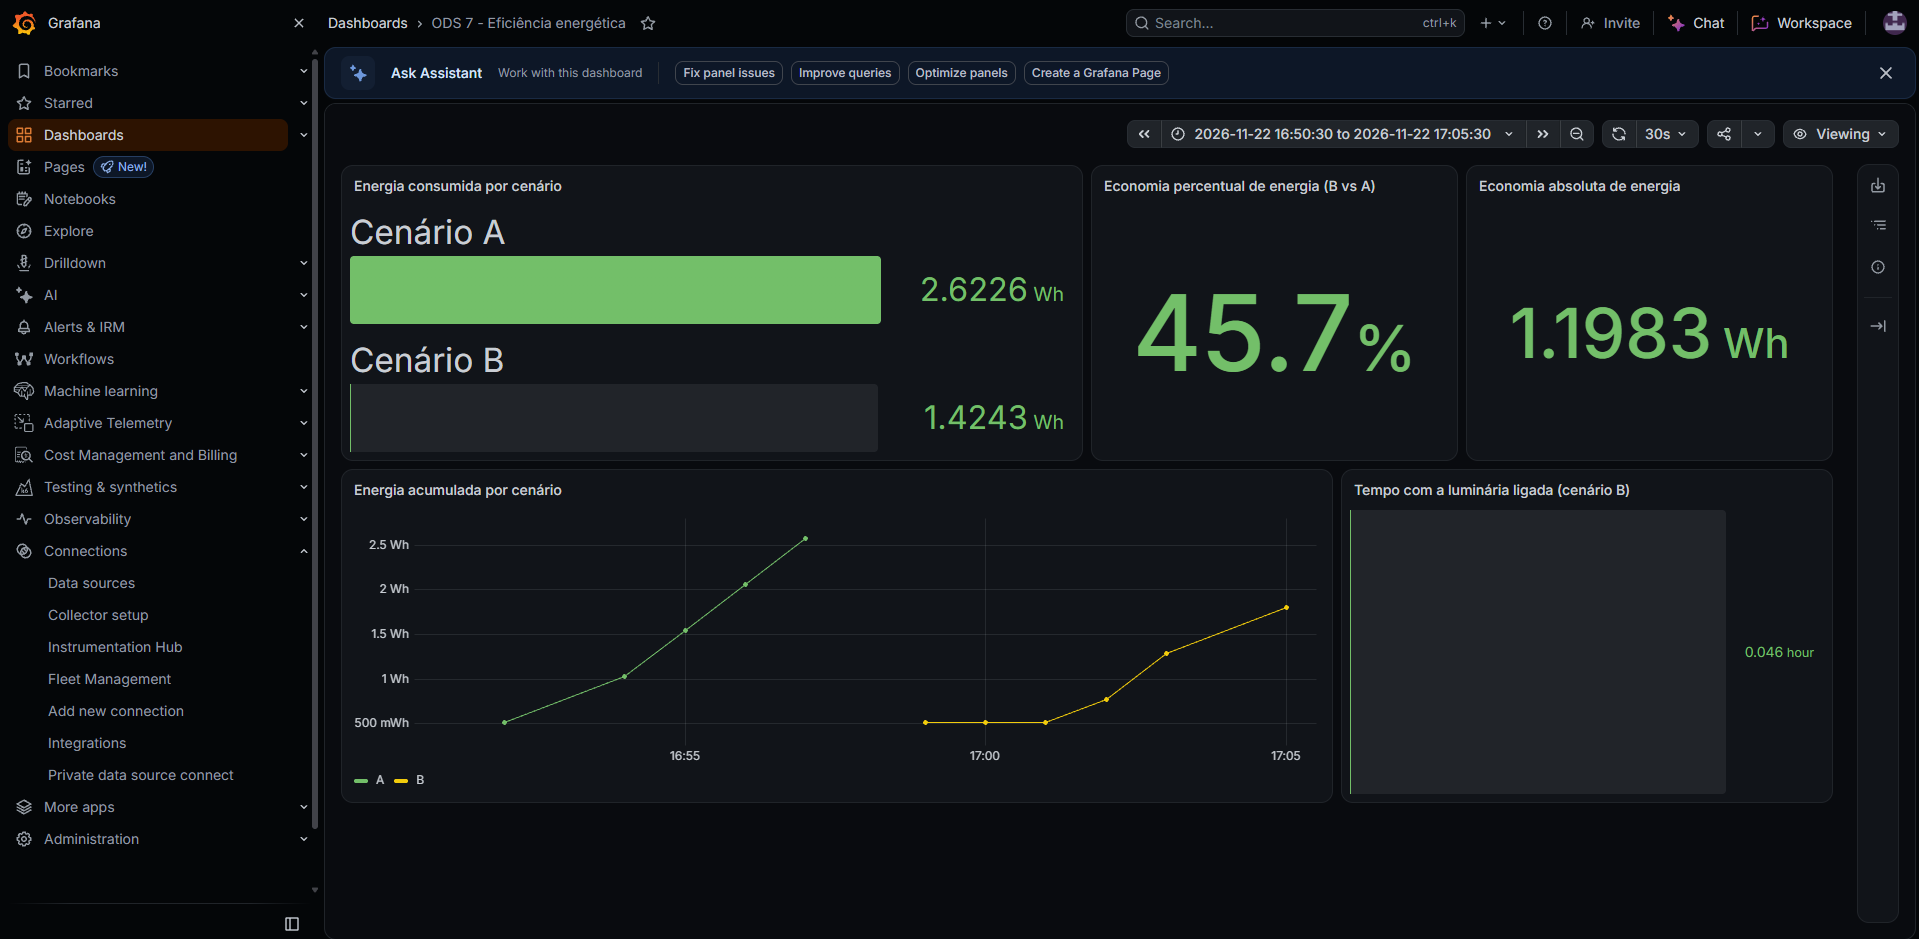 Grafana
Dashboards › ODS 7 - Eficiência energética
Search...
ctrl+k
Invite
Chat
Workspace
Bookmarks
Starred
Dashboards
Pages
New!
Notebooks
Explore
Drilldown
AI
Alerts & IRM
Workflows
Machine learning
Adaptive Telemetry
Cost Management and Billing
Testing & synthetics
Observability
Connections
Data sources
Collector setup
Instrumentation Hub
Fleet Management
Add new connection
Integrations
Private data source connect
More apps
Administration
Ask Assistant
Work with this dashboard
Fix panel issues
Improve queries
Optimize panels
Create a Grafana Page
2026-11-22 16:50:30 to 2026-11-22 17:05:30
30s
Viewing
Energia consumida por cenário
Cenário A
2.6226 Wh
Cenário B
1.4243 Wh
Economia percentual de energia (B vs A)
45.7%
Economia absoluta de energia
1.1983 Wh
Energia acumulada por cenário
2.5 Wh
2 Wh
1.5 Wh
1 Wh
500 mWh
16:55
17:00
17:05
A
B
Tempo com a luminária ligada (cenário B)
0.046 hour